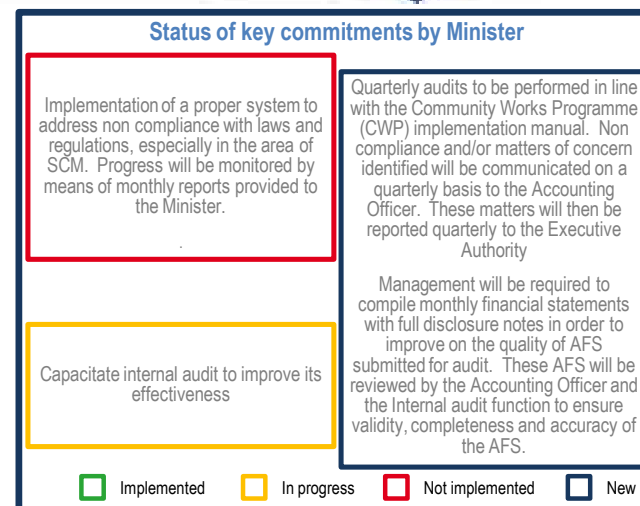 Status of key commitments by Minister
Implementation of a proper system to
address non compliance with laws and
regulations, especially in the area of
SCM. Progress will be monitored by
means of monthly reports provided to
the Minister.
.
Capacitate internal audit to improve its
effectiveness
Quarterly audits to be performed in line
with the Community Works Programme
(CWP) implementation manual. Non
compliance and/or matters of concern
identified will be communicated on a
quarterly basis to the Accounting
Officer. These matters will then be
reported quarterly to the Executive
Authority
Management will be required to
compile monthly financial statements
with full disclosure notes in order to
improve on the quality of AFS
submitted for audit. These AFS will be
reviewed by the Accounting Officer and
the Internal audit function to ensure
validity, completeness and accuracy of
the AFS.
Implemented In progress Not implemented New